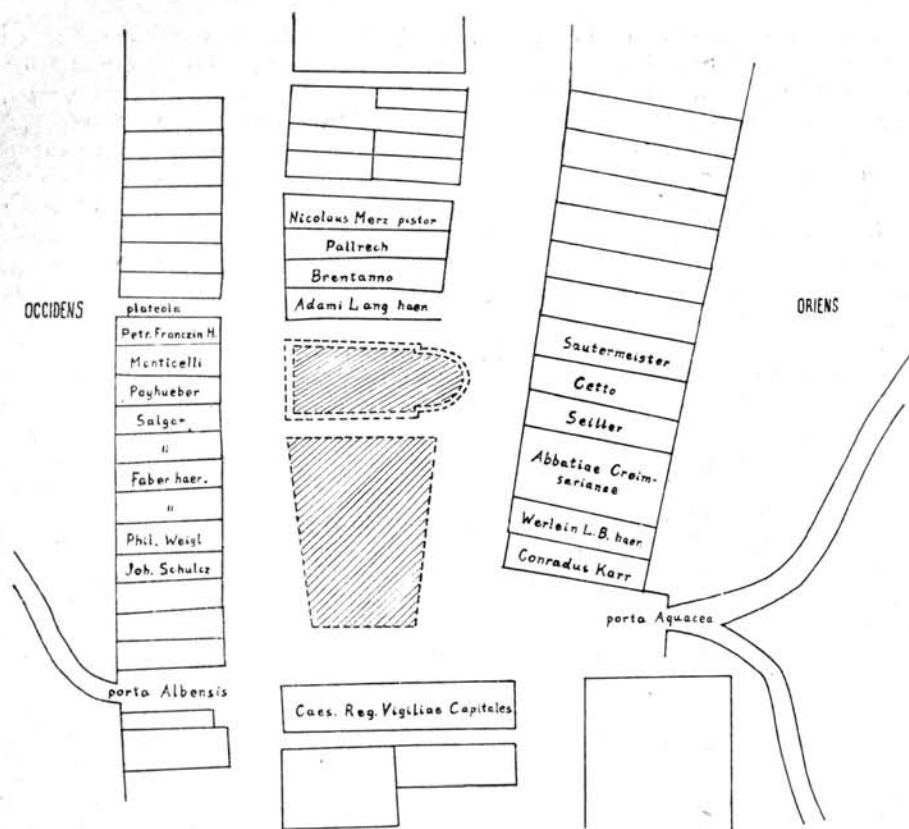 OCCIDENS
plateola
Petr. Franczin H.
Monticelli
Payhueber
"
Faber haer.
"
Phil. Weigl
Joh. Schulcz
porta Albensis
Nicolaus Merz pistor
Pallrech
Brentanno
Adami Lang haen
Caes. Reg. Vigiliae Capitales
ORIENS
Sautermeister
Cetto
Seiller
Abbatiae Creim-
serianae
Werlein L. B. haer.
Conradus Karr
porta Aquacea